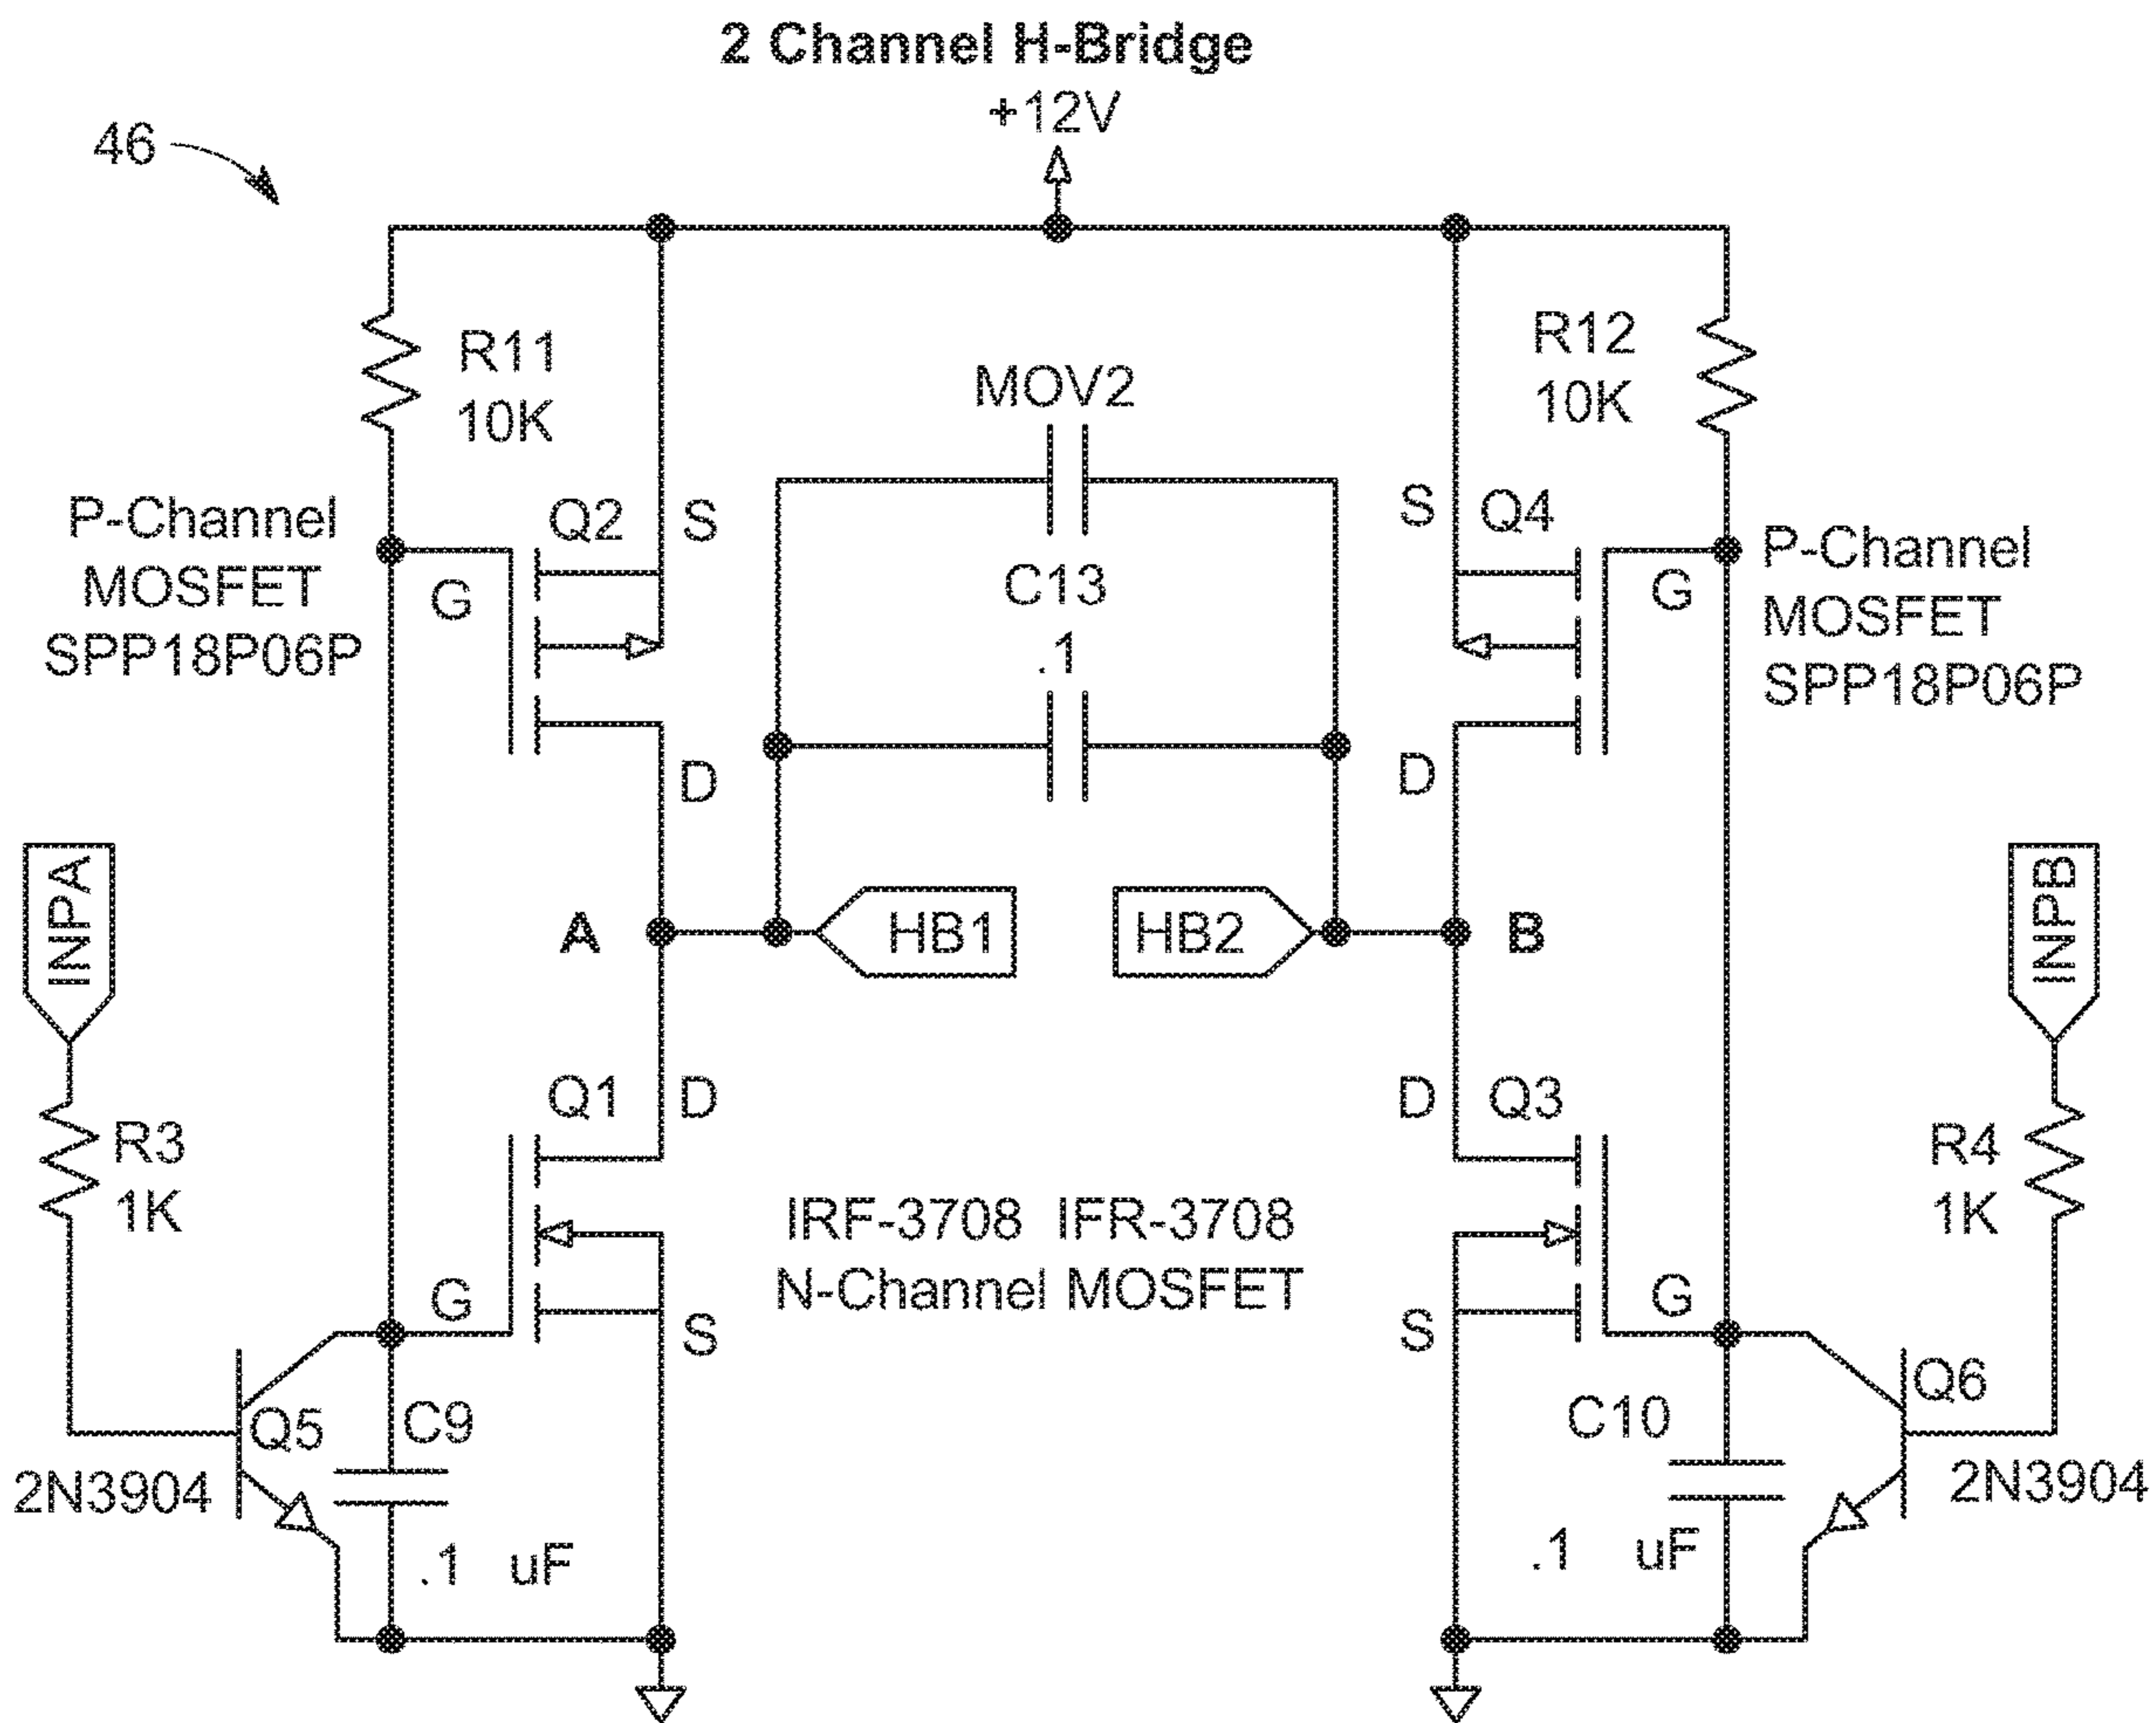 2 Channel H-Bridge
+12V
46
R11
10K
R12
10K
MOV2
P-Channel
MOSFET
SPP18P06P
Q2
S
G
D
C13
.1
S
Q4
G
D
P-Channel
MOSFET
SPP18P06P
INPA
A
HB1
HB2
B
INPB
R3
1K
Q1
D
G
S
IRF-3708 IFR-3708
N-Channel MOSFET
D
Q3
G
S
R4
1K
Q5
2N3904
C9
.1 uF
C10
.1 uF
Q6
2N3904